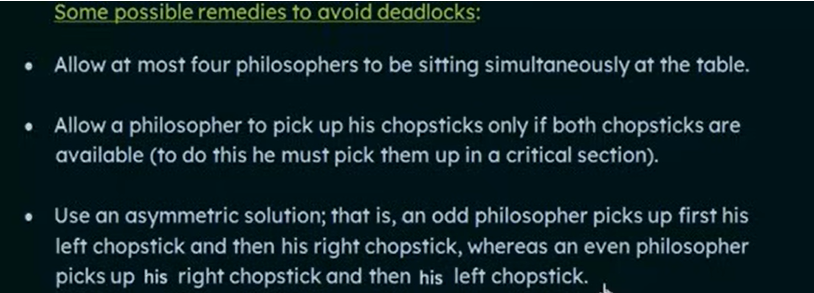 Some possible remedies to avoid deadlocks:
• Allow at most four philosophers to be sitting simultaneously at the table.
• Allow a philosopher to pick up his chopsticks only if both chopsticks are
available (to do this he must pick them up in a critical section).
• Use an asymmetric solution; that is, an odd philosopher picks up first his
left chopstick and then his right chopstick, whereas an even philosopher
picks up his right chopstick and then his left chopstick.